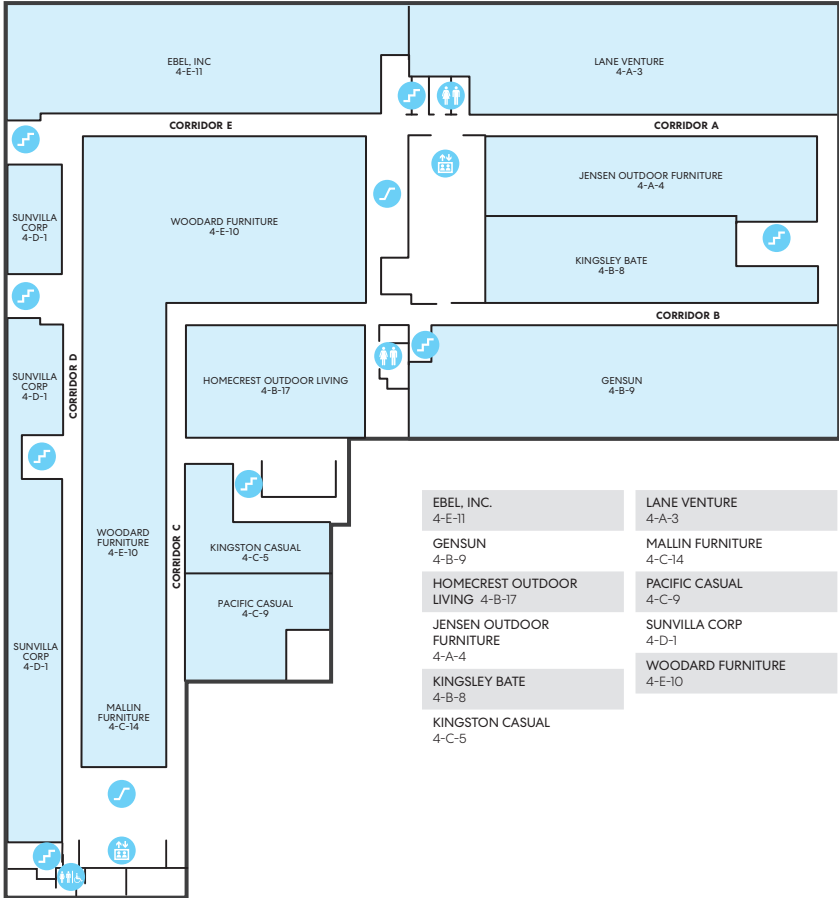 EBEL, INC
4-E-11
LANE VENTURE
4-A-3
CORRIDOR E
CORRIDOR A
JENSEN OUTDOOR FURNITURE
4-A-4
SUNVILLA
CORP
4-D-1
WOODARD FURNITURE
4-E-10
KINGSLEY BATE
4-B-8
CORRIDOR B
SUNVILLA
CORP
4-D-1
CORRIDOR D
HOMECREST OUTDOOR LIVING
4-B-17
GENSUN
4-B-9
WOODARD
FURNITURE
4-E-10
CORRIDOR C
KINGSTON CASUAL
4-C-5
PACIFIC CASUAL
4-C-9
SUNVILLA
CORP
4-D-1
MALLIN
FURNITURE
4-C-14
EBEL, INC.
4-E-11
GENSUN
4-B-9
HOMECREST OUTDOOR
LIVING 4-B-17
JENSEN OUTDOOR
FURNITURE
4-A-4
KINGSLEY BATE
4-B-8
KINGSTON CASUAL
4-C-5
LANE VENTURE
4-A-3
MALLIN FURNITURE
4-C-14
PACIFIC CASUAL
4-C-9
SUNVILLA CORP
4-D-1
WOODARD FURNITURE
4-E-10